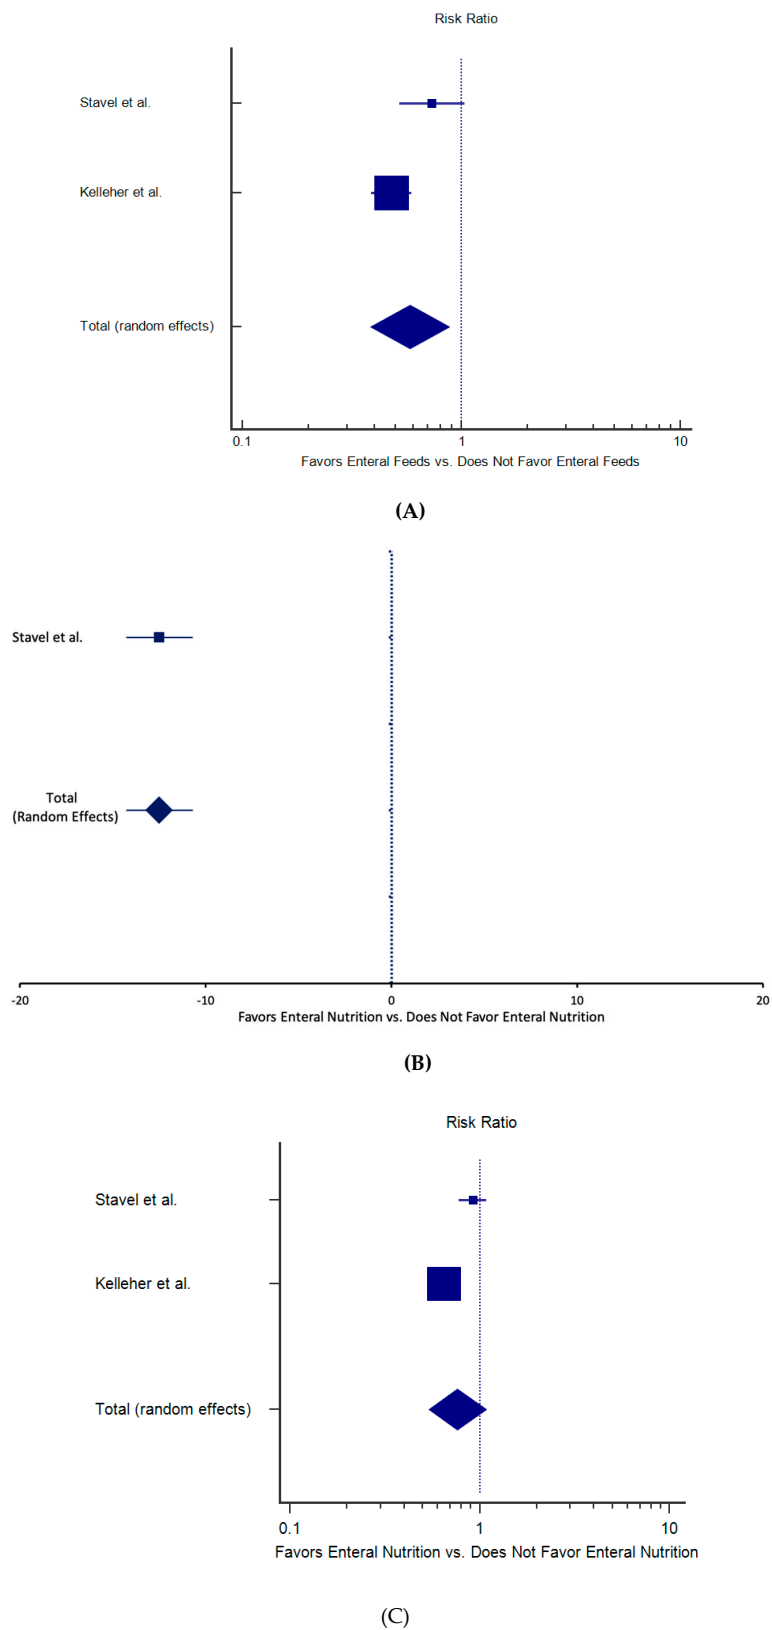 Risk Ratio
Stavel et al.
Kelleher et al.
Total (random effects)
0.1 1 10
Favors Enteral Feeds vs. Does Not Favor Enteral Feeds
(A)
Stavel et al.
Total
(Random Effects)
-20 -10 0 10 20
Favors Enteral Nutrition vs. Does Not Favor Enteral Nutrition
(B)
Risk Ratio
Stavel et al.
Kelleher et al.
Total (random effects)
0.1 1 10
Favors Enteral Nutrition vs. Does Not Favor Enteral Nutrition
(C)